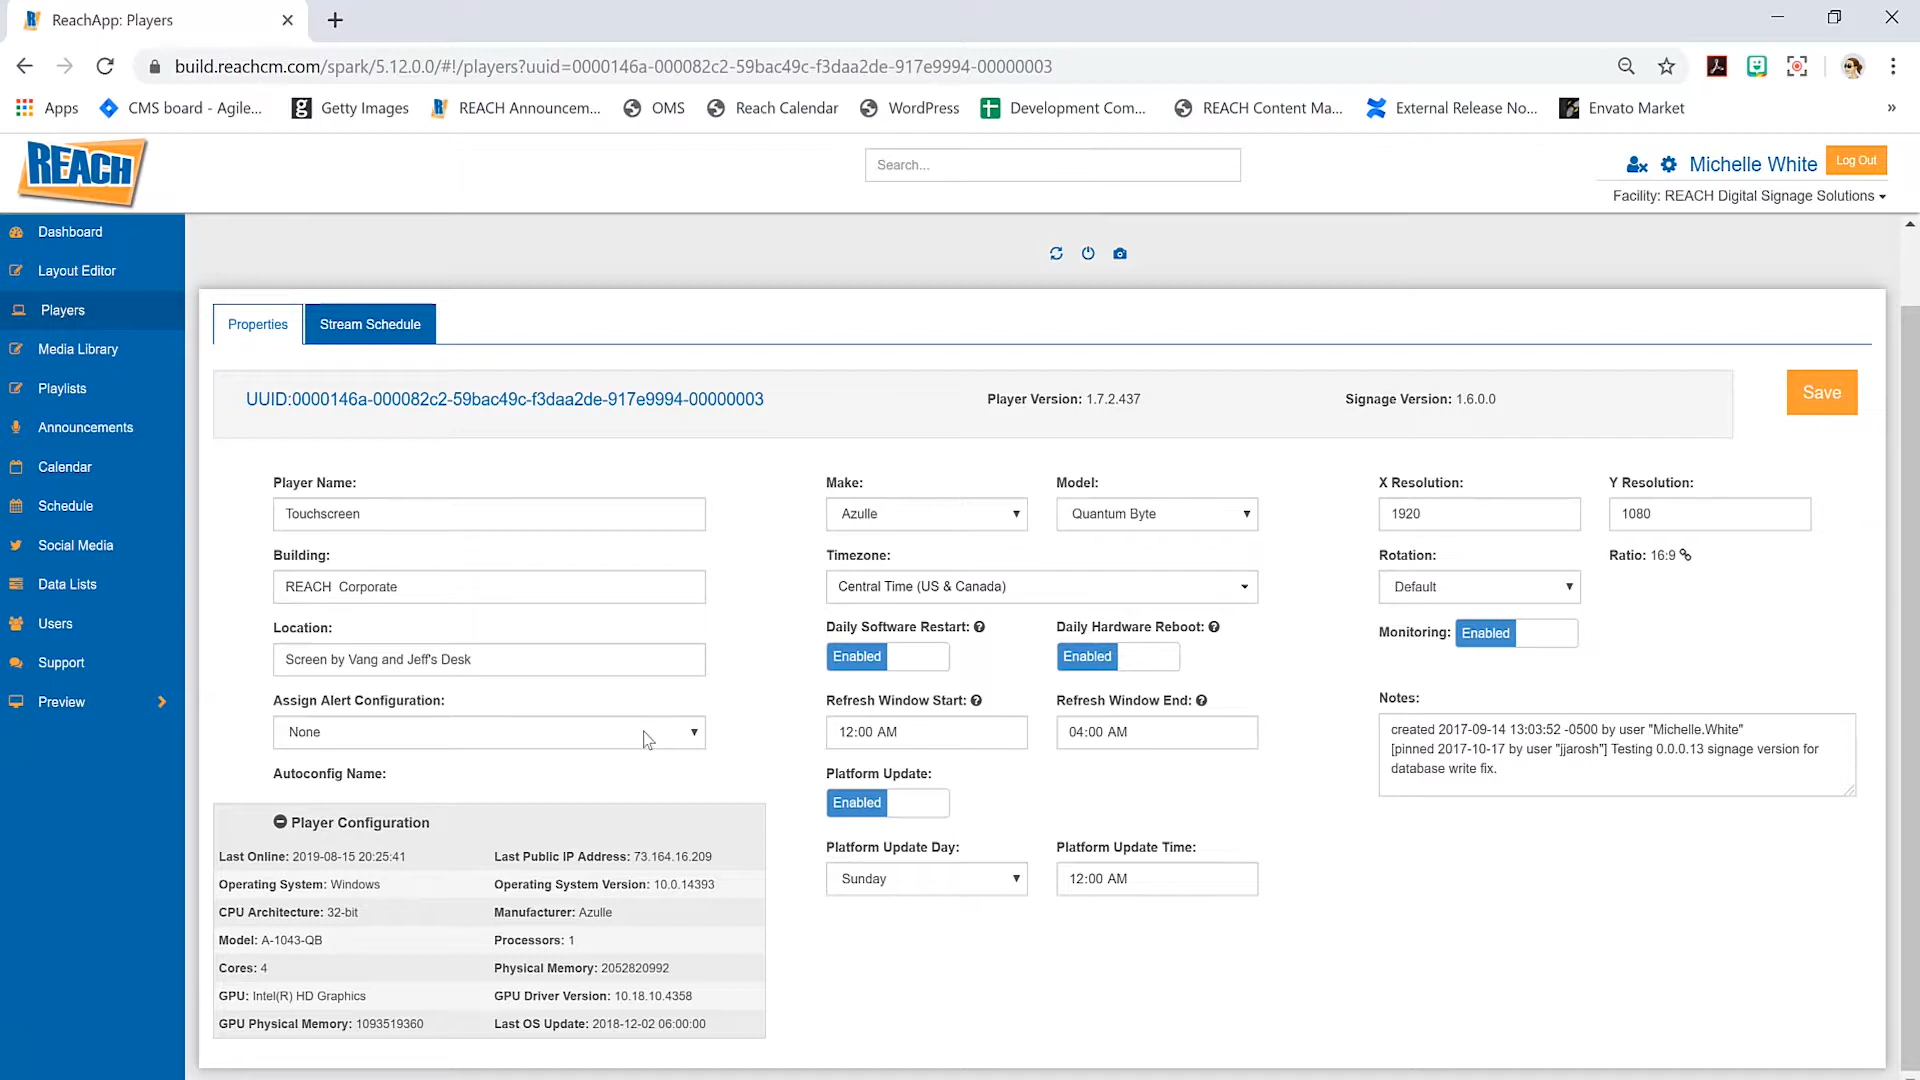 ReachApp: Players
build.reachcm.com/spark/5.12.0.0/#!/players?uuid=0000146a-000082c2-59bac49c-f3daa2de-917e9994-00000003
Apps CMS board - Agile... Getty Images REACH Announcem... OMS Reach Calendar WordPress Development Com... REACH Content Ma... External Release No... Envato Market »
REACH
Search...
Michelle White Log Out
Facility: REACH Digital Signage Solutions
Dashboard
Layout Editor
Players
Media Library
Playlists
Announcements
Calendar
Schedule
Social Media
Data Lists
Users
Support
Preview
Properties Stream Schedule
UUID:0000146a-000082c2-59bac49c-f3daa2de-917e9994-00000003 Player Version: 1.7.2.437 Signage Version: 1.6.0.0 Save
Player Name: Make: Model: X Resolution: Y Resolution:
Touchscreen Azulle Quantum Byte 1920 1080
Building: Timezone: Rotation: Ratio: 16:9
REACH Corporate Central Time (US & Canada) Default
Location: Daily Software Restart: Daily Hardware Reboot: Monitoring: Enabled
Screen by Vang and Jeff's Desk Enabled Enabled
Assign Alert Configuration: Refresh Window Start: Refresh Window End: Notes:
None 12:00 AM 04:00 AM
created 2017-09-14 13:03:52 -0500 by user "Michelle.White"
[pinned 2017-10-17 by user "jjarosh"] Testing 0.0.0.13 signage version for
database write fix.
Autoconfig Name: Platform Update:
Enabled
Player Configuration
Platform Update Day: Platform Update Time:
Sunday 12:00 AM
Last Online: 2019-08-15 20:25:41 Last Public IP Address: 73.164.16.209
Operating System: Windows Operating System Version: 10.0.14393
CPU Architecture: 32-bit Manufacturer: Azulle
Model: A-1043-QB Processors: 1
Cores: 4 Physical Memory: 2052820992
GPU: Intel(R) HD Graphics GPU Driver Version: 10.18.10.4358
GPU Physical Memory: 1093519360 Last OS Update: 2018-12-02 06:00:00